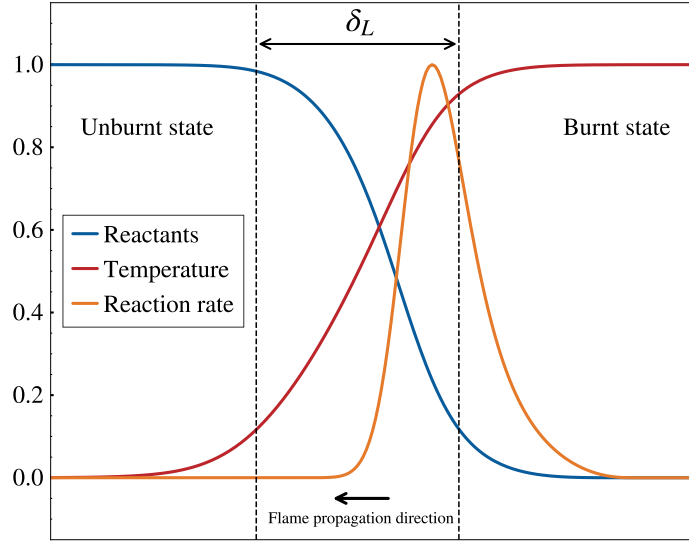 δ_L
1.0
Unburnt state
Burnt state
0.8
0.6
Reactants
Temperature
Reaction rate
0.4
0.2
0.0
Flame propagation direction